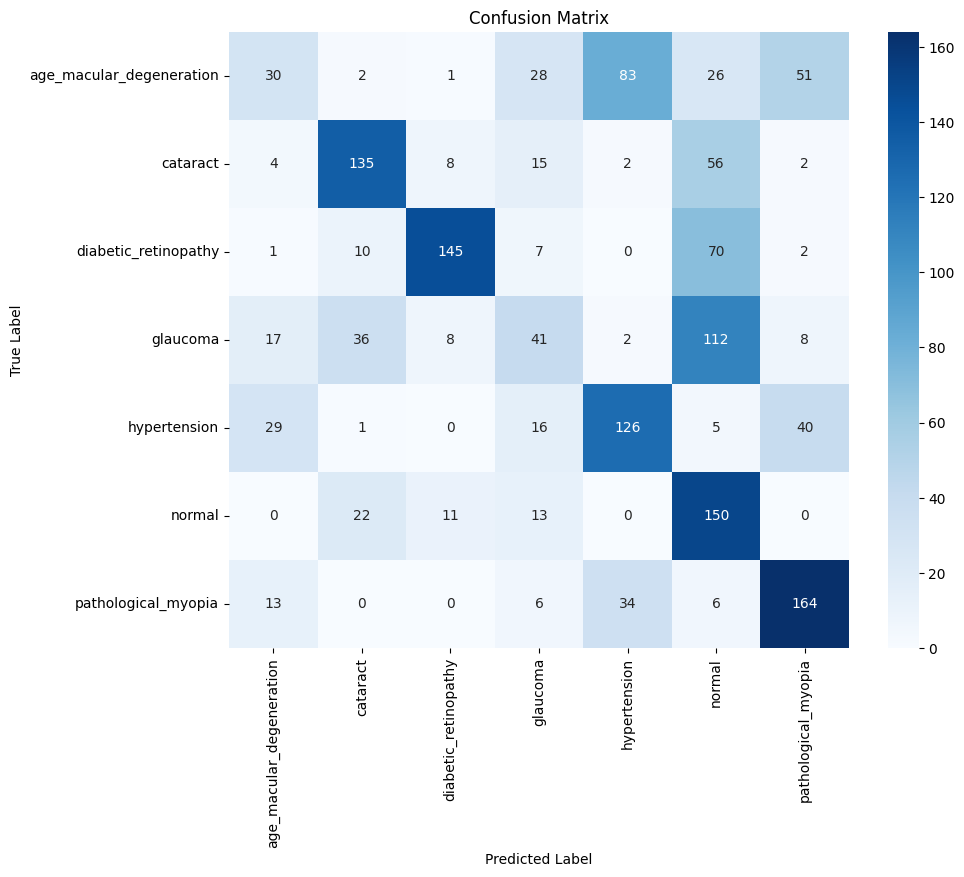 Confusion Matrix
True Label
age_macular_degeneration 30 2 1 28 83 26 51
cataract 4 135 8 15 2 56 2
diabetic_retinopathy 1 10 145 7 0 70 2
glaucoma 17 36 8 41 2 112 8
hypertension 29 1 0 16 126 5 40
normal 0 22 11 13 0 150 0
pathological_myopia 13 0 0 6 34 6 164
age_macular_degeneration
cataract
diabetic_retinopathy
glaucoma
hypertension
normal
pathological_myopia
Predicted Label
160
140
120
100
80
60
40
20
0